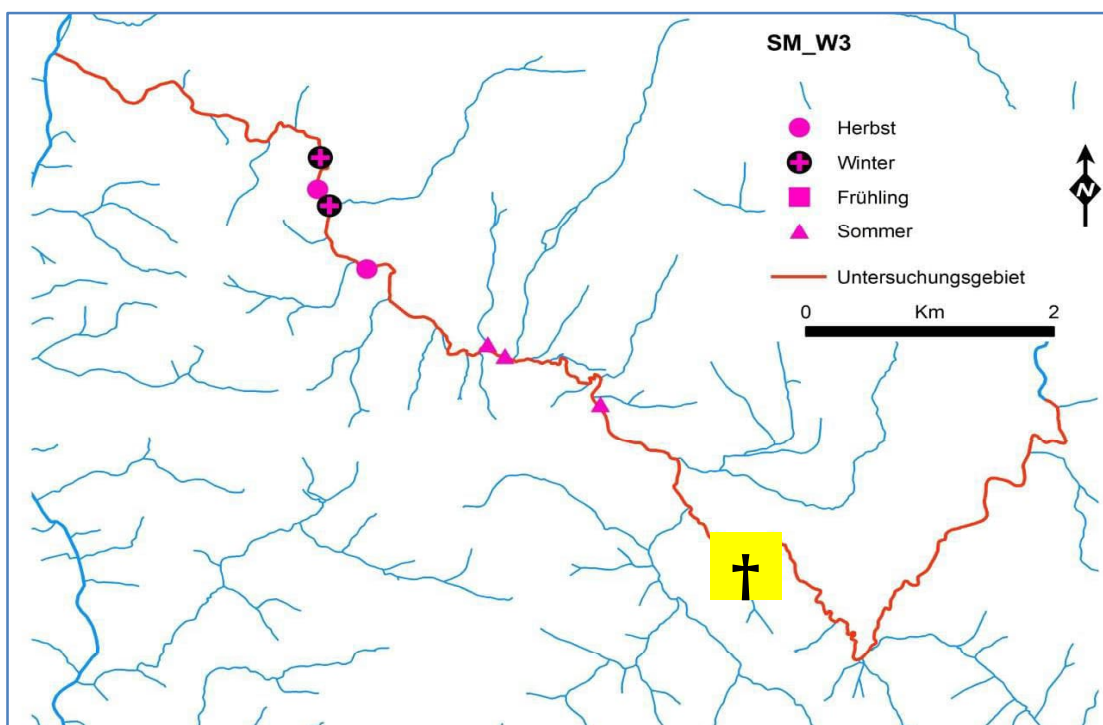 SM_W3
Herbst
Winter
Frühling
Sommer
Untersuchungsgebiet
0 Km 2
N
†